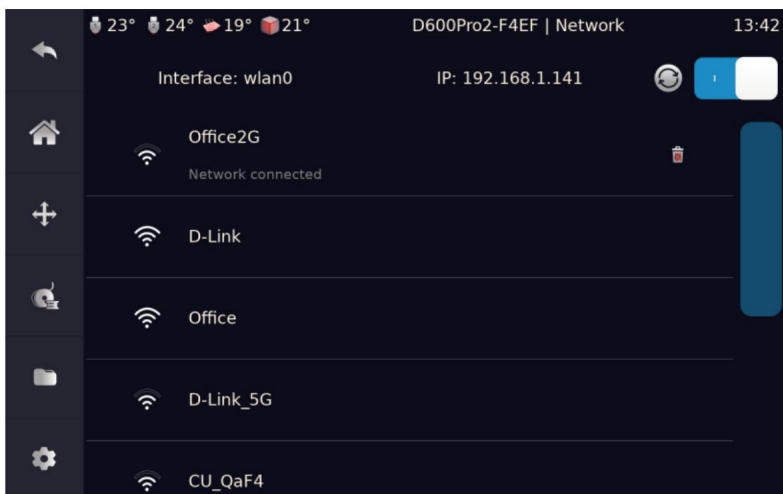 23° 24° 19° 21° D600Pro2-F4EF | Network 13:42
Interface: wlan0 IP: 192.168.1.141
Office2G
Network connected
D-Link
Office
D-Link_5G
CU_QaF4